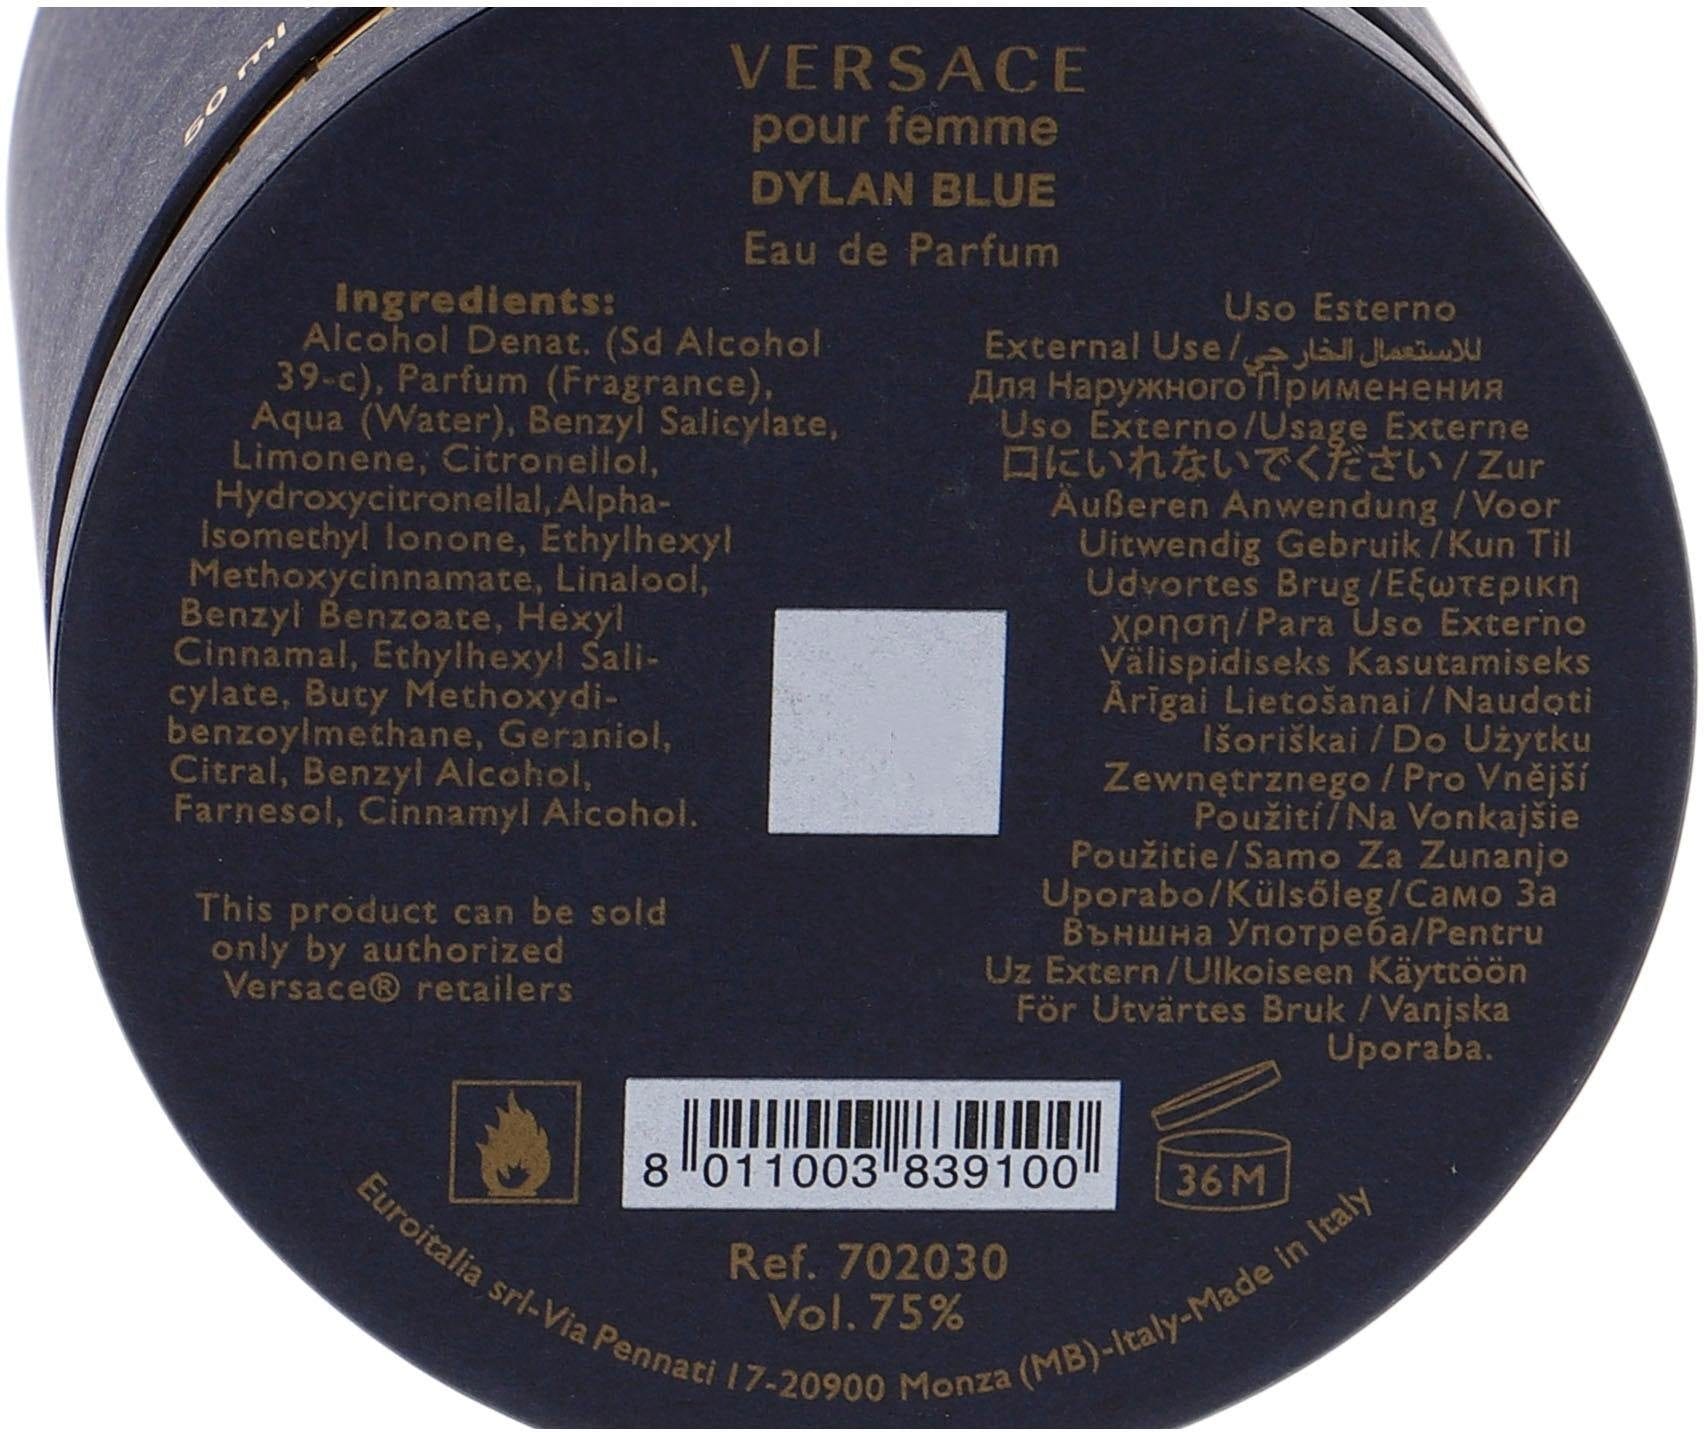 50 ml
VERSACE
pour femme
DYLAN BLUE
Eau de Parfum
Ingredients:
Alcohol Denat. (Sd Alcohol
39-c), Parfum (Fragrance),
Aqua (Water), Benzyl Salicylate,
Limonene, Citronellol,
Hydroxycitronellal, Alpha-
Isomethyl Ionone, Ethylhexyl
Methoxycinnamate, Linalool,
Benzyl Benzoate, Hexyl
Cinnamal, Ethylhexyl Sali-
cylate, Buty Methoxydi-
benzoylmethane, Geraniol,
Citral, Benzyl Alcohol,
Farnesol, Cinnamyl Alcohol.
This product can be sold
only by authorized
Versace® retailers
Uso Esterno
External Use/للاستعمال الخارجي
Для Наружного Применения
Uso Externo/Usage Externe
口にいれないでください/Zur
Äußeren Anwendung/Voor
Uitwendig Gebruik/Kun Til
Udvortes Brug/Εξωτερικη
χρηση/Para Uso Externo
Välispidiseks Kasutamiseks
Ārīgai Lietošanai/Naudoti
Išoriškai/Do Użytku
Zewnętrznego/Pro Vnější
Použití/Na Vonkajšie
Použitie/Samo Za Zunanjo
Uporabo/Külsőleg/Само За
Външна Употреба/Pentru
Uz Extern/Ulkoiseen Käyttöön
För Utvärtes Bruk/Vanjska
Uporaba.
8 011003 839100
36 M
Ref. 702030
Vol. 75%
Euroitalia srl-Via Pennati 17-20900 Monza (MB)-Italy-Made in Italy